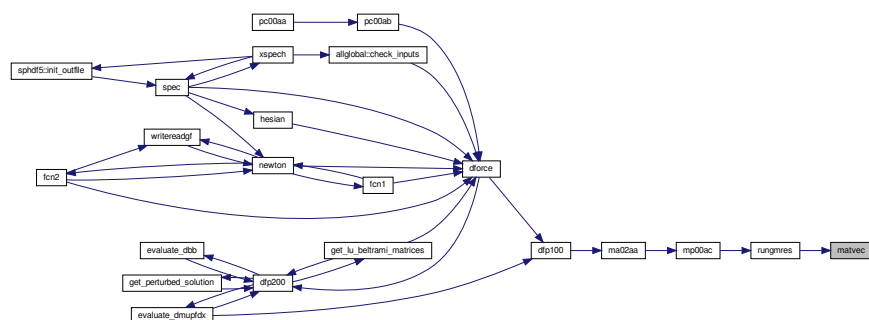 pc00aa
pc00ab
xspech
allglobal::check_inputs
sphdf5::init_outfile
spec
hesian
writereadgf
newton
dforce
fcn2
fcn1
evaluate_dbb
get_lu_beltrami_matrices
dfp100
ma02aa
mp00ac
rungmres
matvec
get_perturbed_solution
dfp200
evaluate_dmupfdx